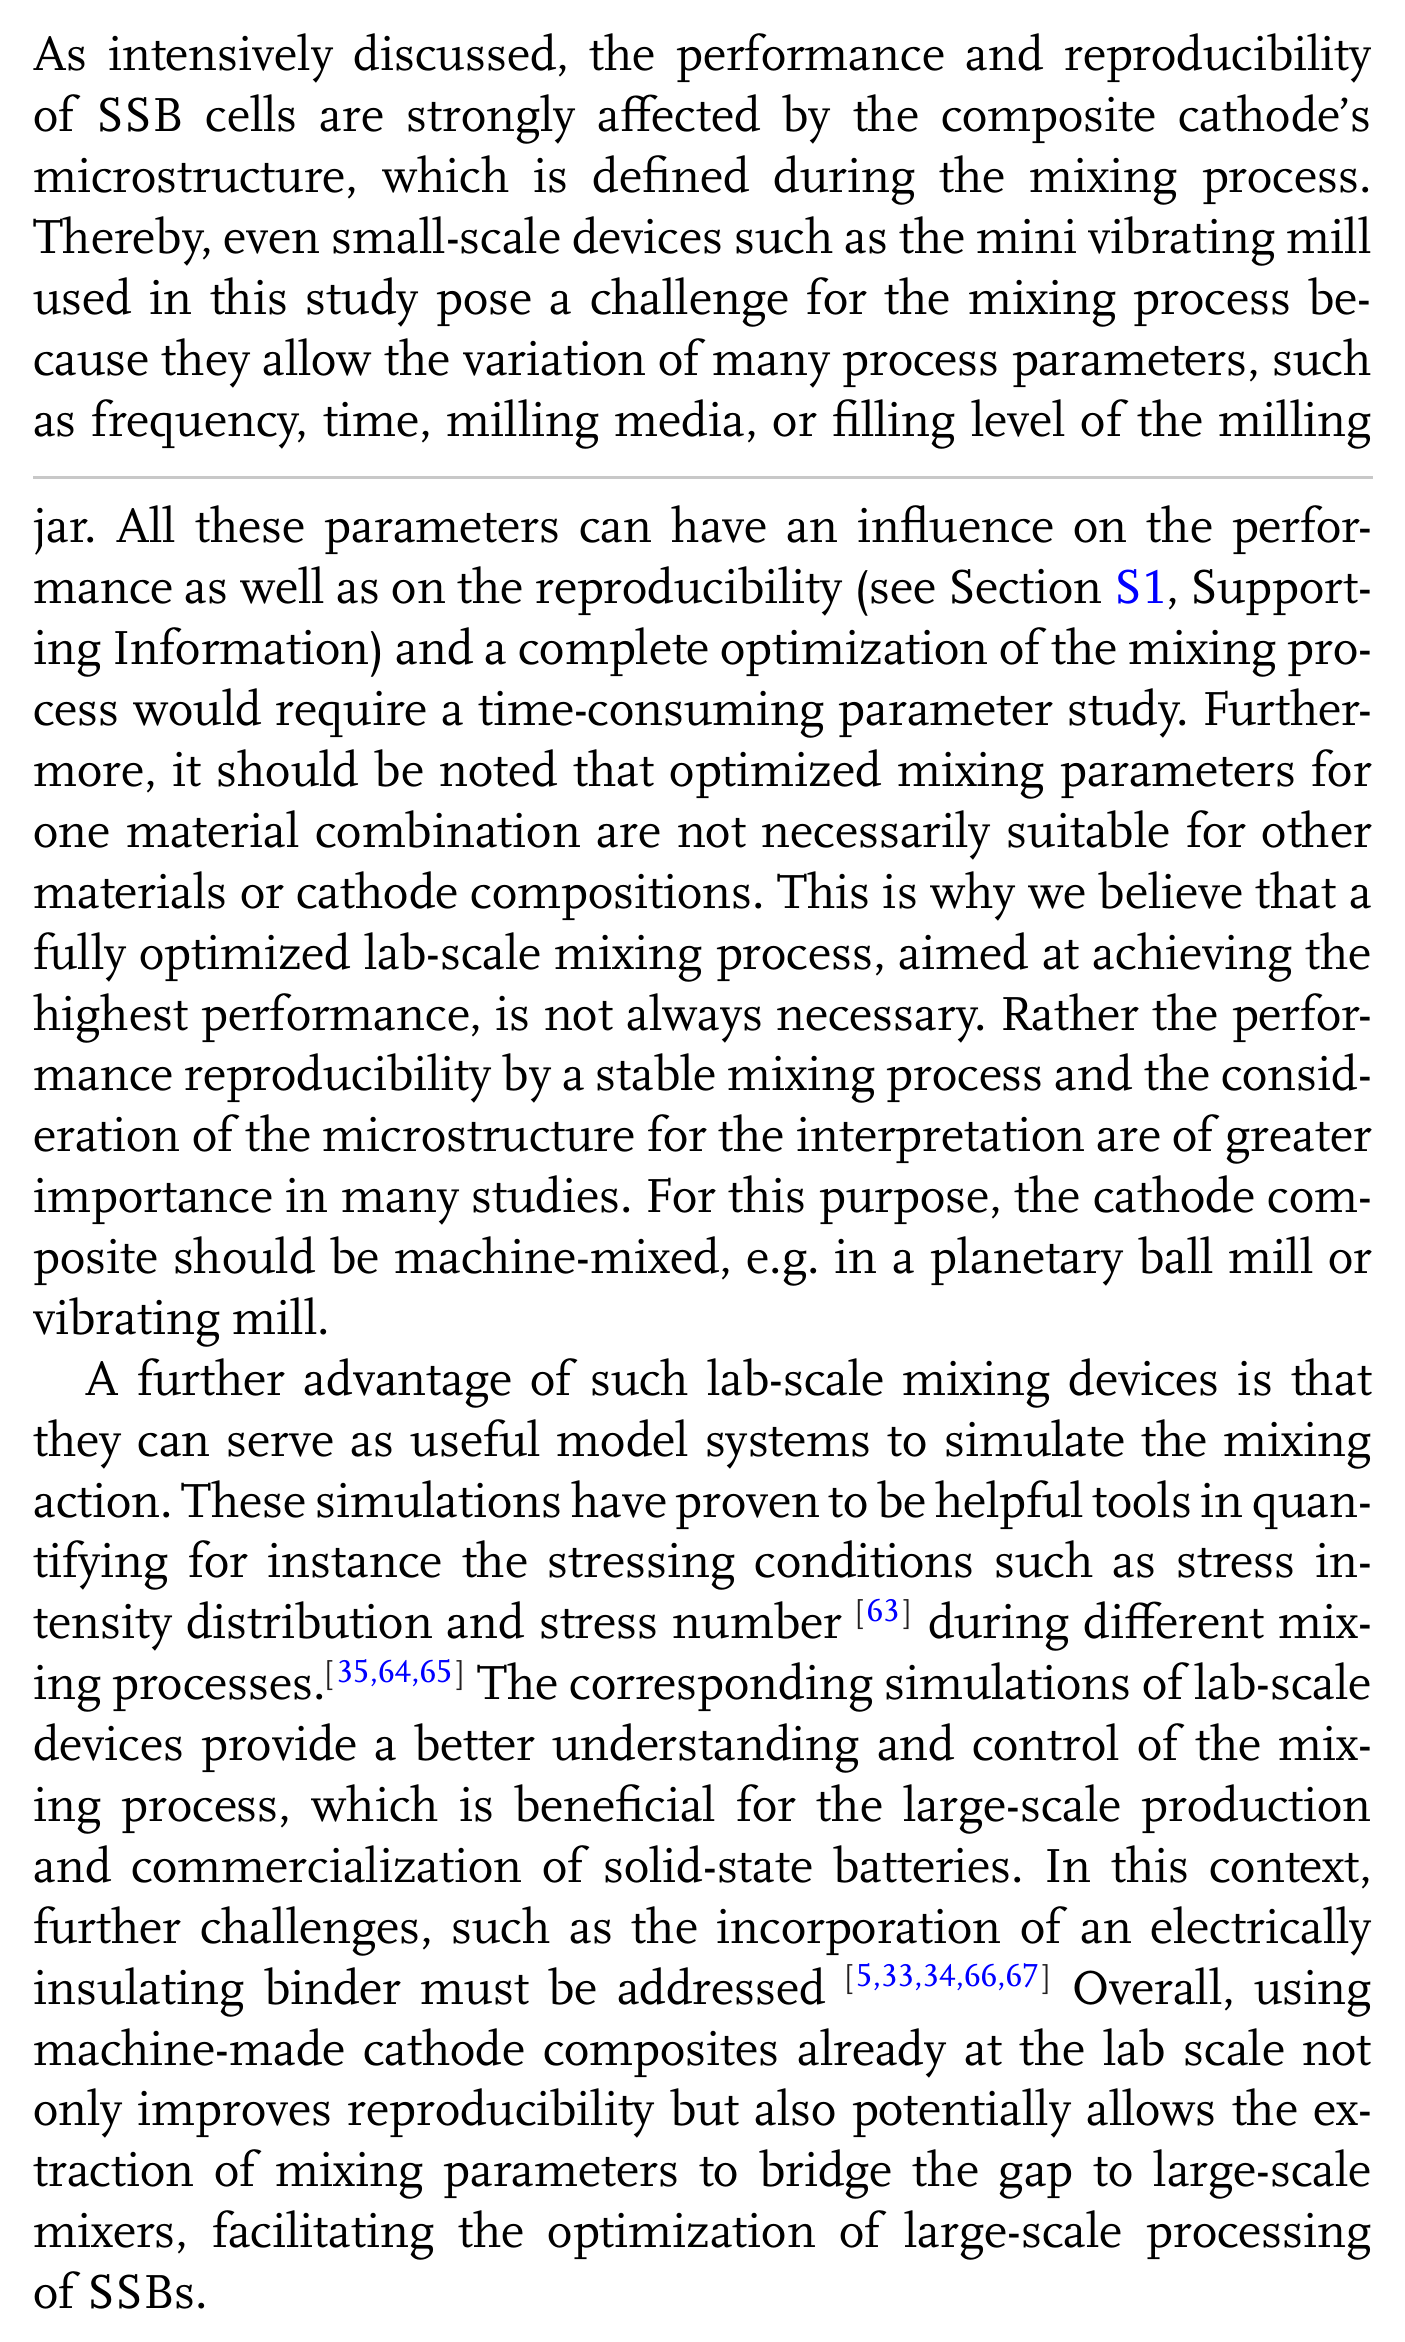 As intensively discussed, the performance and reproducibility
of SSB cells are strongly affected by the composite cathode’s
microstructure, which is defined during the mixing process.
Thereby, even small-scale devices such as the mini vibrating mill
used in this study pose a challenge for the mixing process be-
cause they allow the variation of many process parameters, such
as frequency, time, milling media, or filling level of the milling
jar. All these parameters can have an influence on the perfor-
mance as well as on the reproducibility (see Section S1, Support-
ing Information) and a complete optimization of the mixing pro-
cess would require a time-consuming parameter study. Further-
more, it should be noted that optimized mixing parameters for
one material combination are not necessarily suitable for other
materials or cathode compositions. This is why we believe that a
fully optimized lab-scale mixing process, aimed at achieving the
highest performance, is not always necessary. Rather the perfor-
mance reproducibility by a stable mixing process and the consid-
eration of the microstructure for the interpretation are of greater
importance in many studies. For this purpose, the cathode com-
posite should be machine-mixed, e.g. in a planetary ball mill or
vibrating mill.
A further advantage of such lab-scale mixing devices is that
they can serve as useful model systems to simulate the mixing
action. These simulations have proven to be helpful tools in quan-
tifying for instance the stressing conditions such as stress in-
tensity distribution and stress number [63] during different mix-
ing processes.[35,64,65] The corresponding simulations of lab-scale
devices provide a better understanding and control of the mix-
ing process, which is beneficial for the large-scale production
and commercialization of solid-state batteries. In this context,
further challenges, such as the incorporation of an electrically
insulating binder must be addressed [5,33,34,66,67] Overall, using
machine-made cathode composites already at the lab scale not
only improves reproducibility but also potentially allows the ex-
traction of mixing parameters to bridge the gap to large-scale
mixers, facilitating the optimization of large-scale processing
of SSBs.